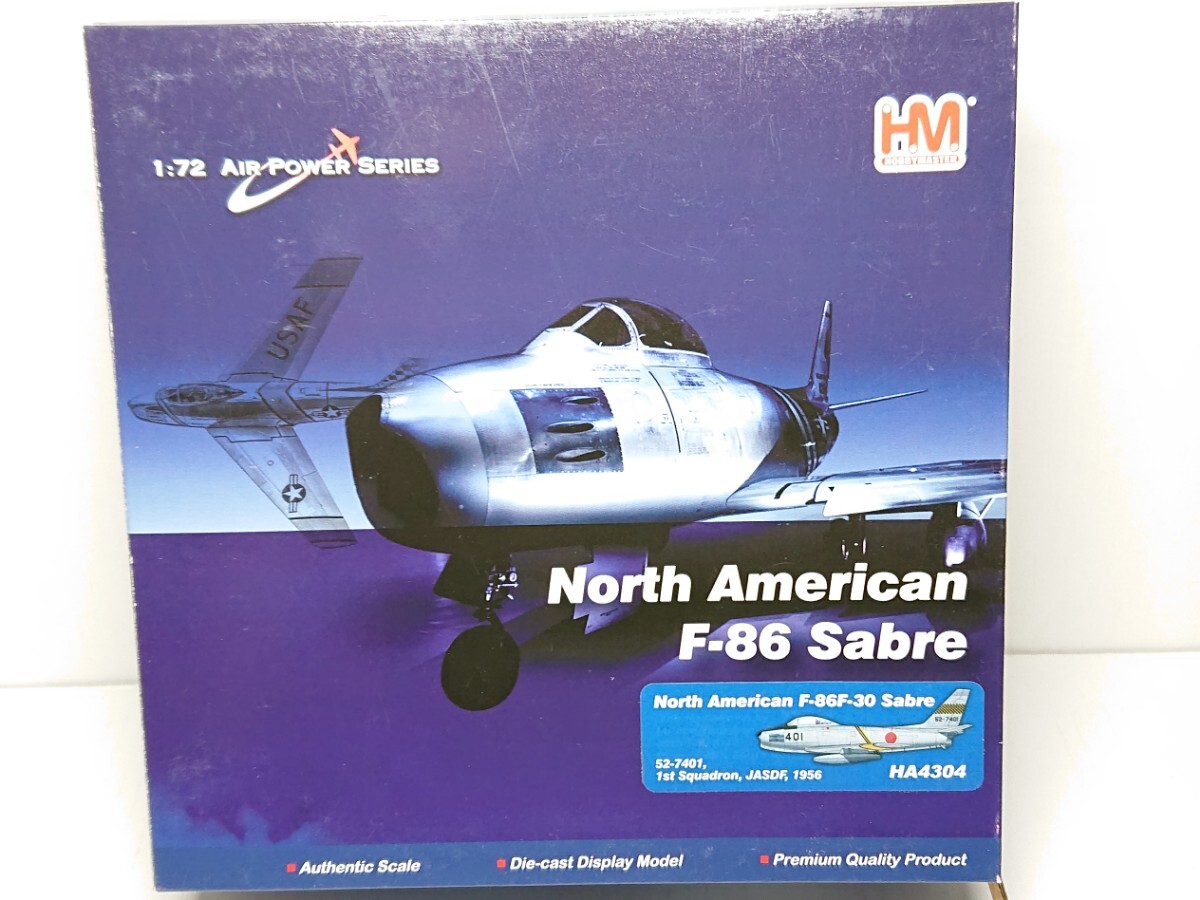 1:72 AIR POWER SERIES
HM
HOBBYMASTER
USAF
North American
F-86 Sabre
North American F-86F-30 Sabre
52-7401
401
52-7401,
1st Squadron, JASDF, 1956
HA4304
Authentic Scale
Die-cast Display Model
Premium Quality Product